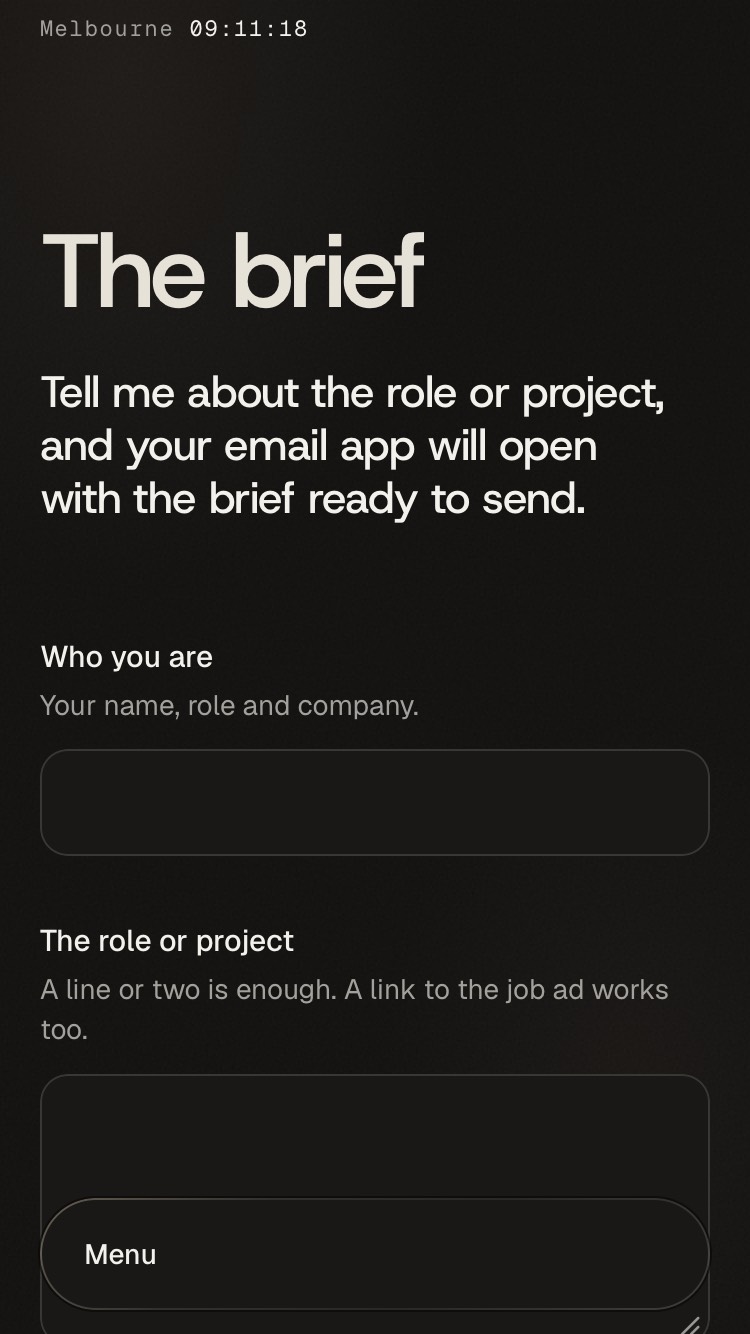 Melbourne 09:11:18
The brief
Tell me about the role or project,
and your email app will open
with the brief ready to send.
Who you are
Your name, role and company.
The role or project
A line or two is enough. A link to the job ad works
too.
Menu